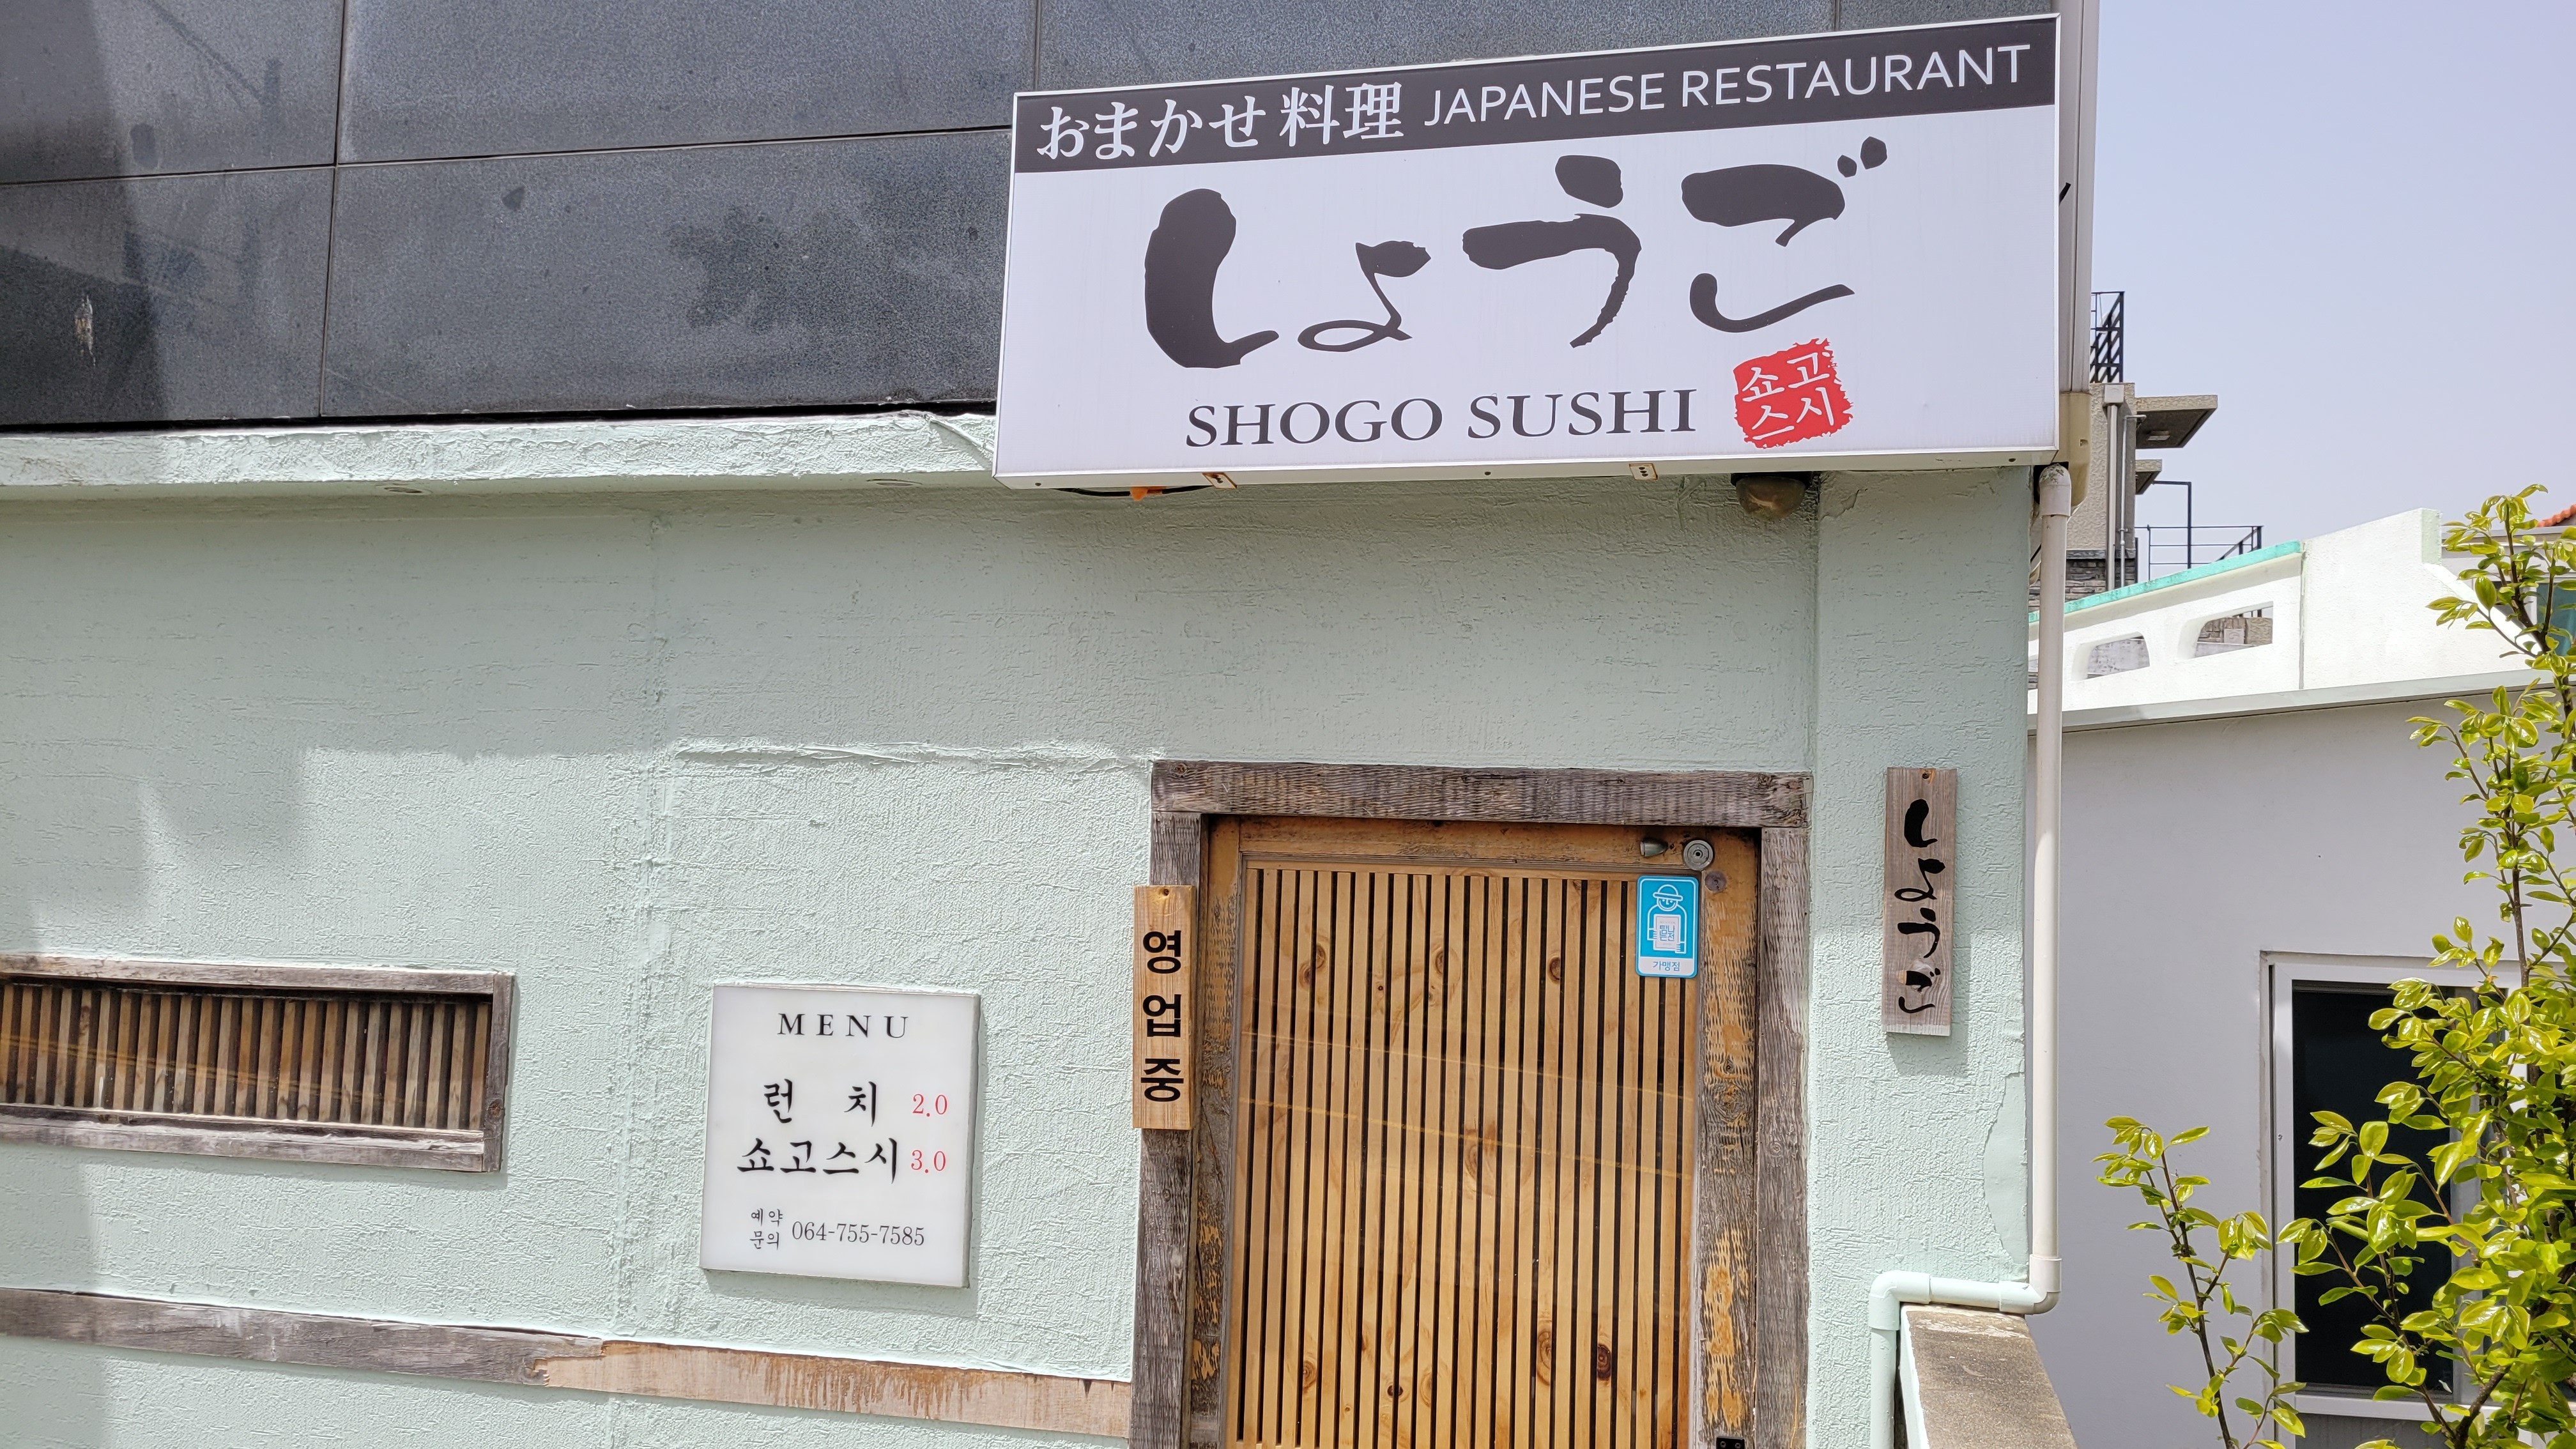 おまかせ 料理 JAPANESE RESTAURANT
しょうご
SHOGO SUSHI
쇼고
스시
しょうご
영업중
가맹점
MENU
런 치 2.0
쇼고스시 3.0
예약
문의 064-755-7585